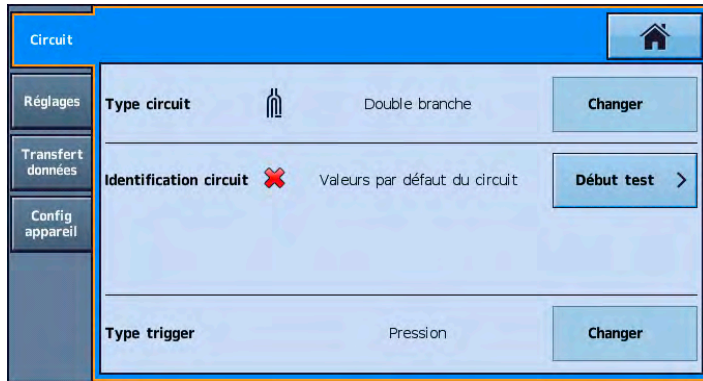 Circuit
Réglages
Transfert
données
Config
appareil
Type circuit Double branche Changer
Identification circuit Valeurs par défaut du circuit Début test >
Type trigger Pression Changer